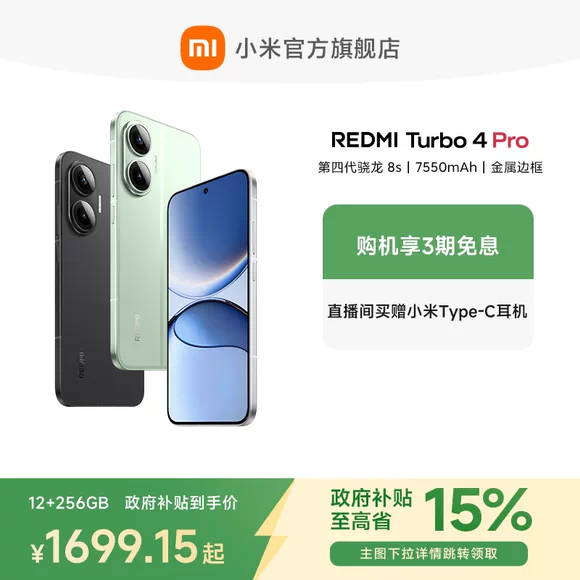 小米官方旗舰店
REDMI Turbo 4 Pro
第四代骁龙 8s | 7550mAh | 金属边框
购机享3期免息
直播间买赠小米Type-C耳机
REDMI
REDMI
12+256GB 政府补贴到手价
¥1699.15起
政府补贴
至高省
15%
主图下拉详情跳转领取